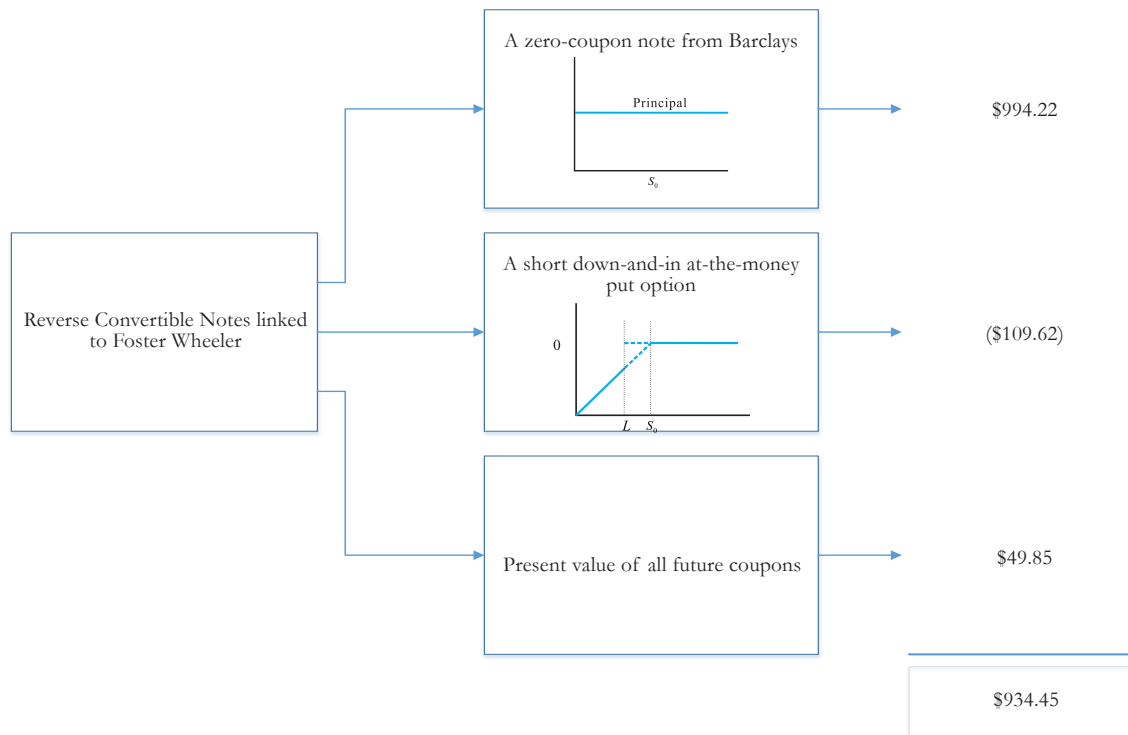 A zero-coupon note from Barclays
Principal
S₀
$994.22
Reverse Convertible Notes linked
to Foster Wheeler
A short down-and-in at-the-money
put option
0
L S₀
($109.62)
Present value of all future coupons
$49.85
$934.45